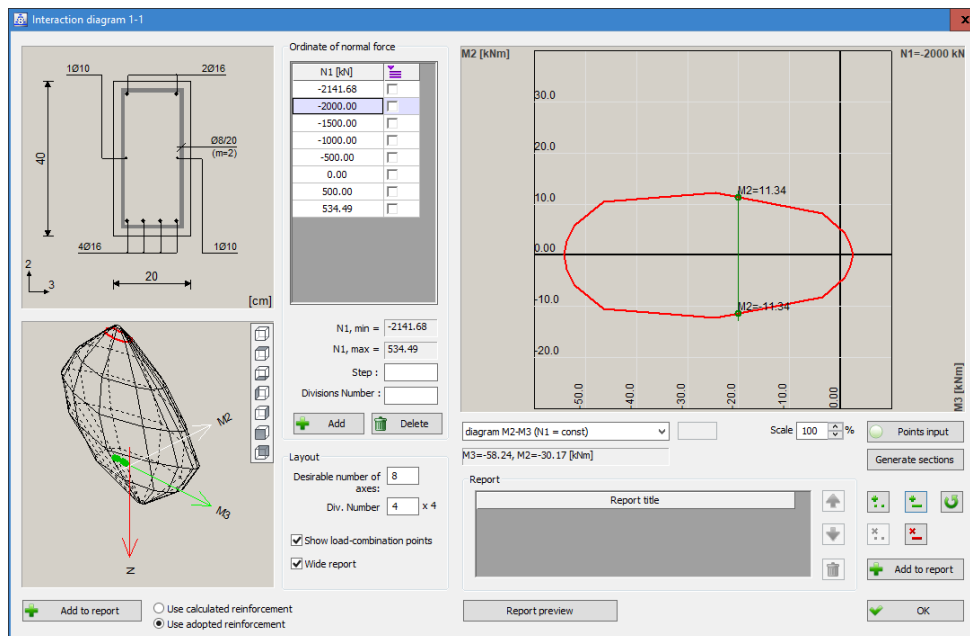 Interaction diagram 1-1
x
1Ø10
2Ø16
40
Ø8/20
(m=2)
4Ø16
1Ø10
20
2
3
[cm]
M2
M3
Z
Add to report
Use calculated reinforcement
Use adopted reinforcement
Ordinate of normal force
N1 [kN]
-2141.68
-2000.00
-1500.00
-1000.00
-500.00
0.00
500.00
534.49
N1, min = -2141.68
N1, max = 534.49
Step :
Divisions Number :
Add
Delete
Layout
Desirable number of axes: 8
Div. Number 4 x 4
Show load-combination points
Wide report
M2 [kNm]
N1=-2000 kN
30.0
20.0
M2=11.34
10.0
0.00
M2=-11.34
-10.0
-20.0
-50.0
-40.0
-30.0
-20.0
-10.0
0.00
M3 [kNm]
diagram M2-M3 (N1 = const)
Scale 100 %
Points input
M3=-58.24, M2=-30.17 [kNm]
Generate sections
Report
Report title
Add to report
Report preview
OK